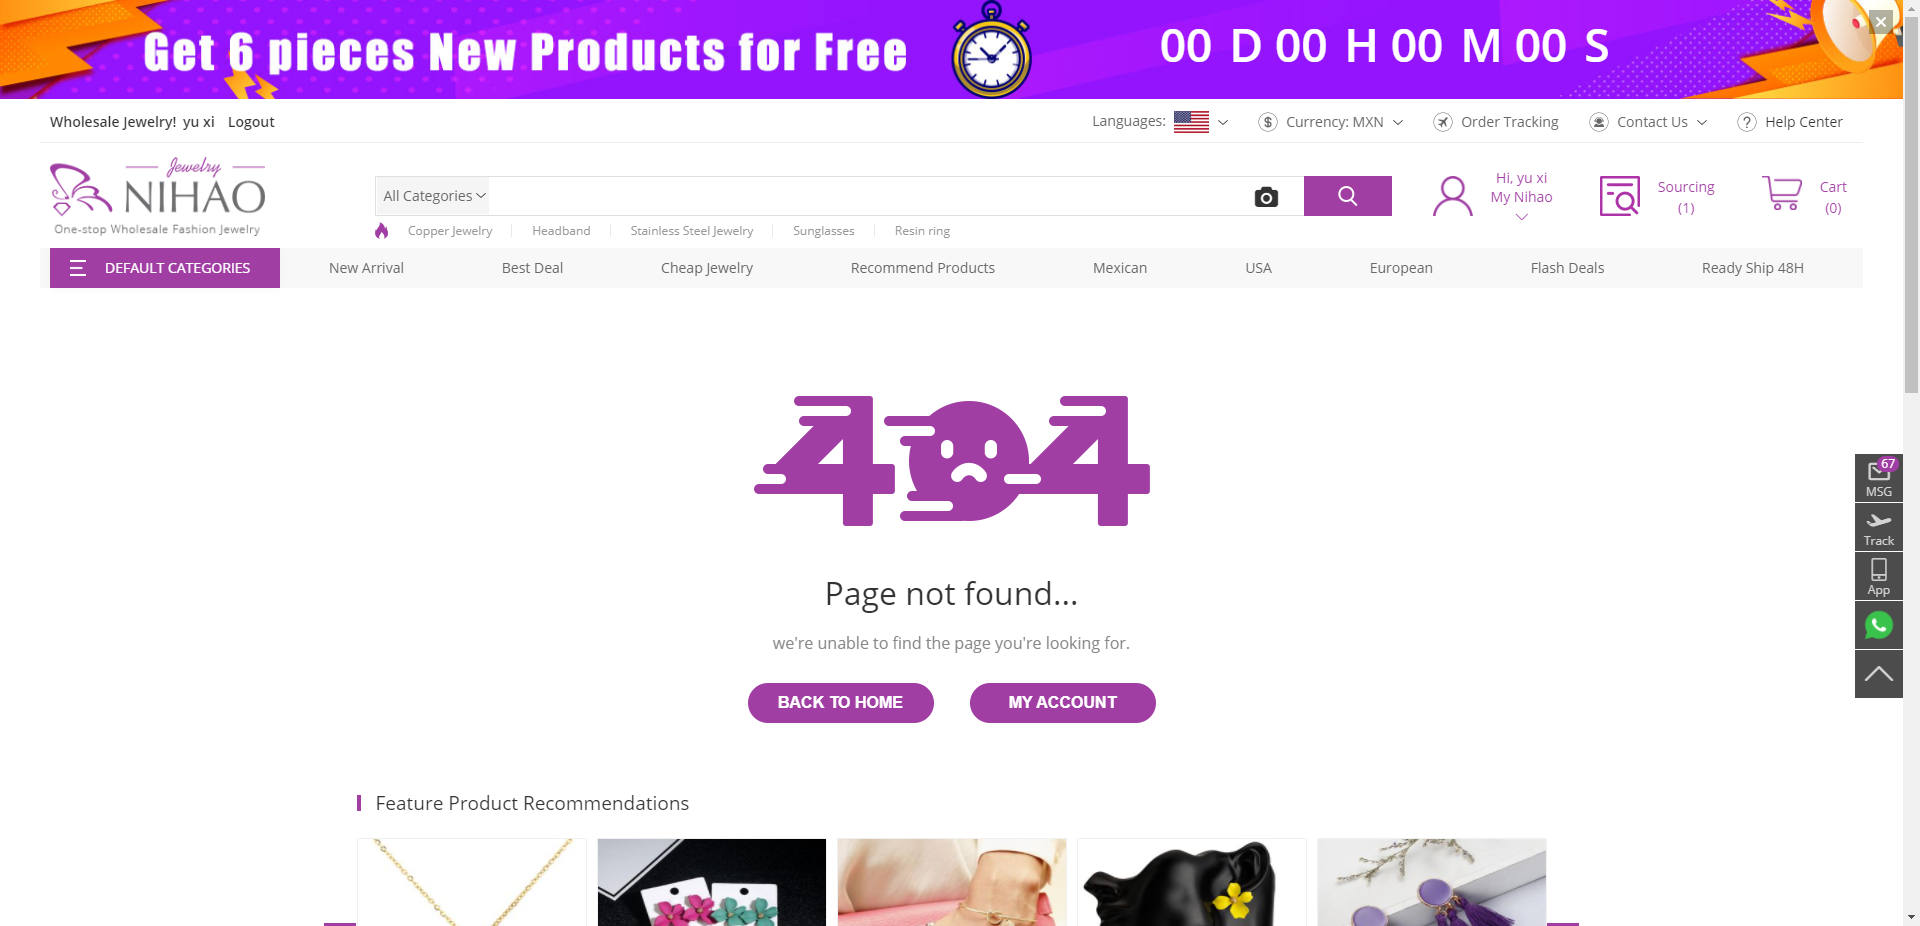 Get 6 pieces New Products for Free
00 D 00 H 00 M 00 S
Wholesale Jewelry! yu xi Logout
Languages:
Currency: MXN
Order Tracking
Contact Us
Help Center
Jewelry
NIHAO
One-stop Wholesale Fashion Jewelry
All Categories
Hi, yu xi
My Nihao
Sourcing
(1)
Cart
(0)
Copper Jewelry
Headband
Stainless Steel Jewelry
Sunglasses
Resin ring
DEFAULT CATEGORIES
New Arrival
Best Deal
Cheap Jewelry
Recommend Products
Mexican
USA
European
Flash Deals
Ready Ship 48H
404
67
MSG
Track
App
Page not found...
we're unable to find the page you're looking for.
BACK TO HOME
MY ACCOUNT
Feature Product Recommendations